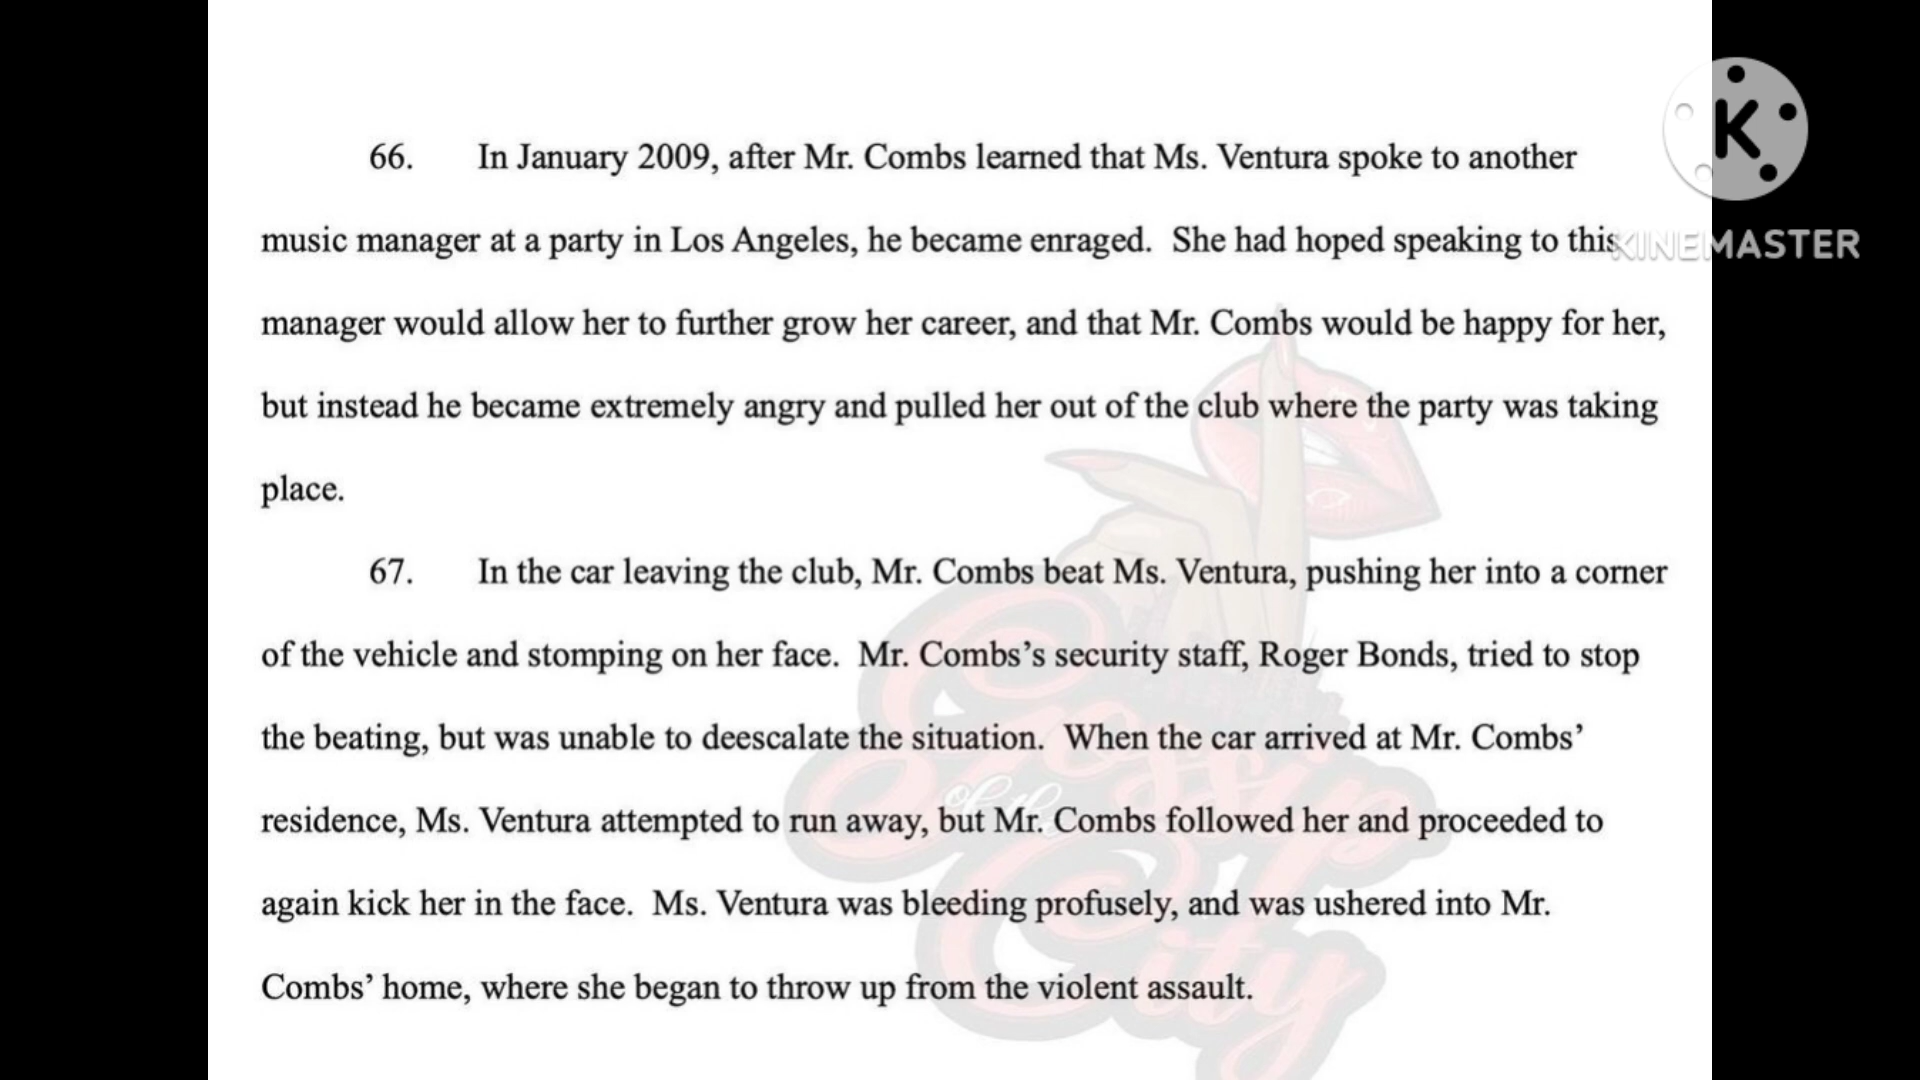 66. In January 2009, after Mr. Combs learned that Ms. Ventura spoke to another
music manager at a party in Los Angeles, he became enraged. She had hoped speaking to this
manager would allow her to further grow her career, and that Mr. Combs would be happy for her,
but instead he became extremely angry and pulled her out of the club where the party was taking
place.
67. In the car leaving the club, Mr. Combs beat Ms. Ventura, pushing her into a corner
of the vehicle and stomping on her face. Mr. Combs’s security staff, Roger Bonds, tried to stop
the beating, but was unable to deescalate the situation. When the car arrived at Mr. Combs’
residence, Ms. Ventura attempted to run away, but Mr. Combs followed her and proceeded to
again kick her in the face. Ms. Ventura was bleeding profusely, and was ushered into Mr.
Combs’ home, where she began to throw up from the violent assault.
K
KINEMASTER
Gossip
of the
City